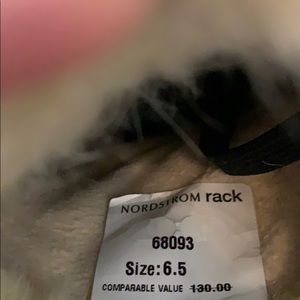 NORDSTROM rack
68093
Size: 6.5
COMPARABLE VALUE 130.00